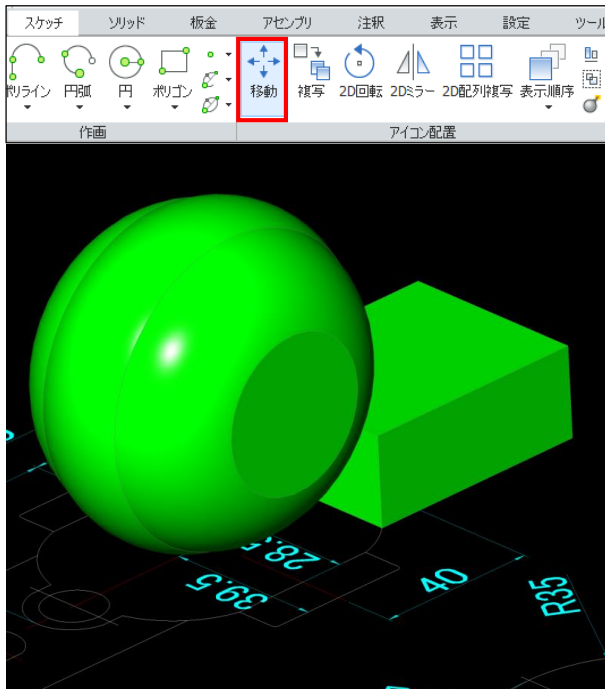 スケッチ ソリッド 板金 アセンブリ 注釈 表示 設定 ツール
ポリライン 円弧 円 ポリゴン 移動 複写 2D回転 2Dミラー 2D配列複写 表示順序
作画 アイコン配置
28.5
39.5
40
R35